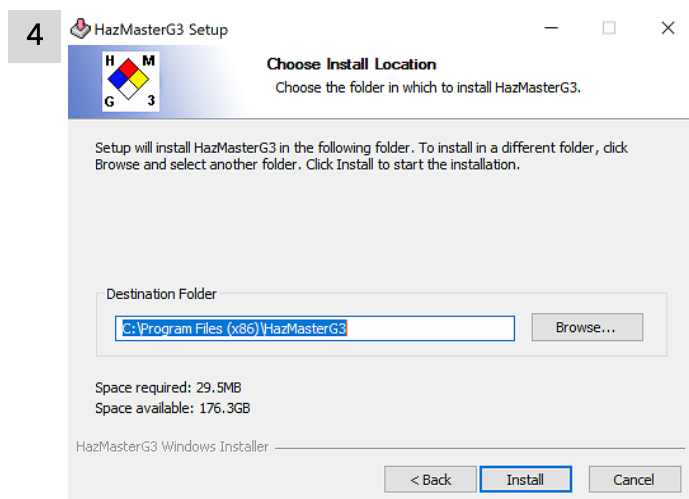 4
HazMasterG3 Setup
H M
G 3
Choose Install Location
Choose the folder in which to install HazMasterG3.
Setup will install HazMasterG3 in the following folder. To install in a different folder, click
Browse and select another folder. Click Install to start the installation.
Destination Folder
C:\Program Files (x86)\HazMasterG3
Browse...
Space required: 29.5MB
Space available: 176.3GB
HazMasterG3 Windows Installer
< Back
Install
Cancel